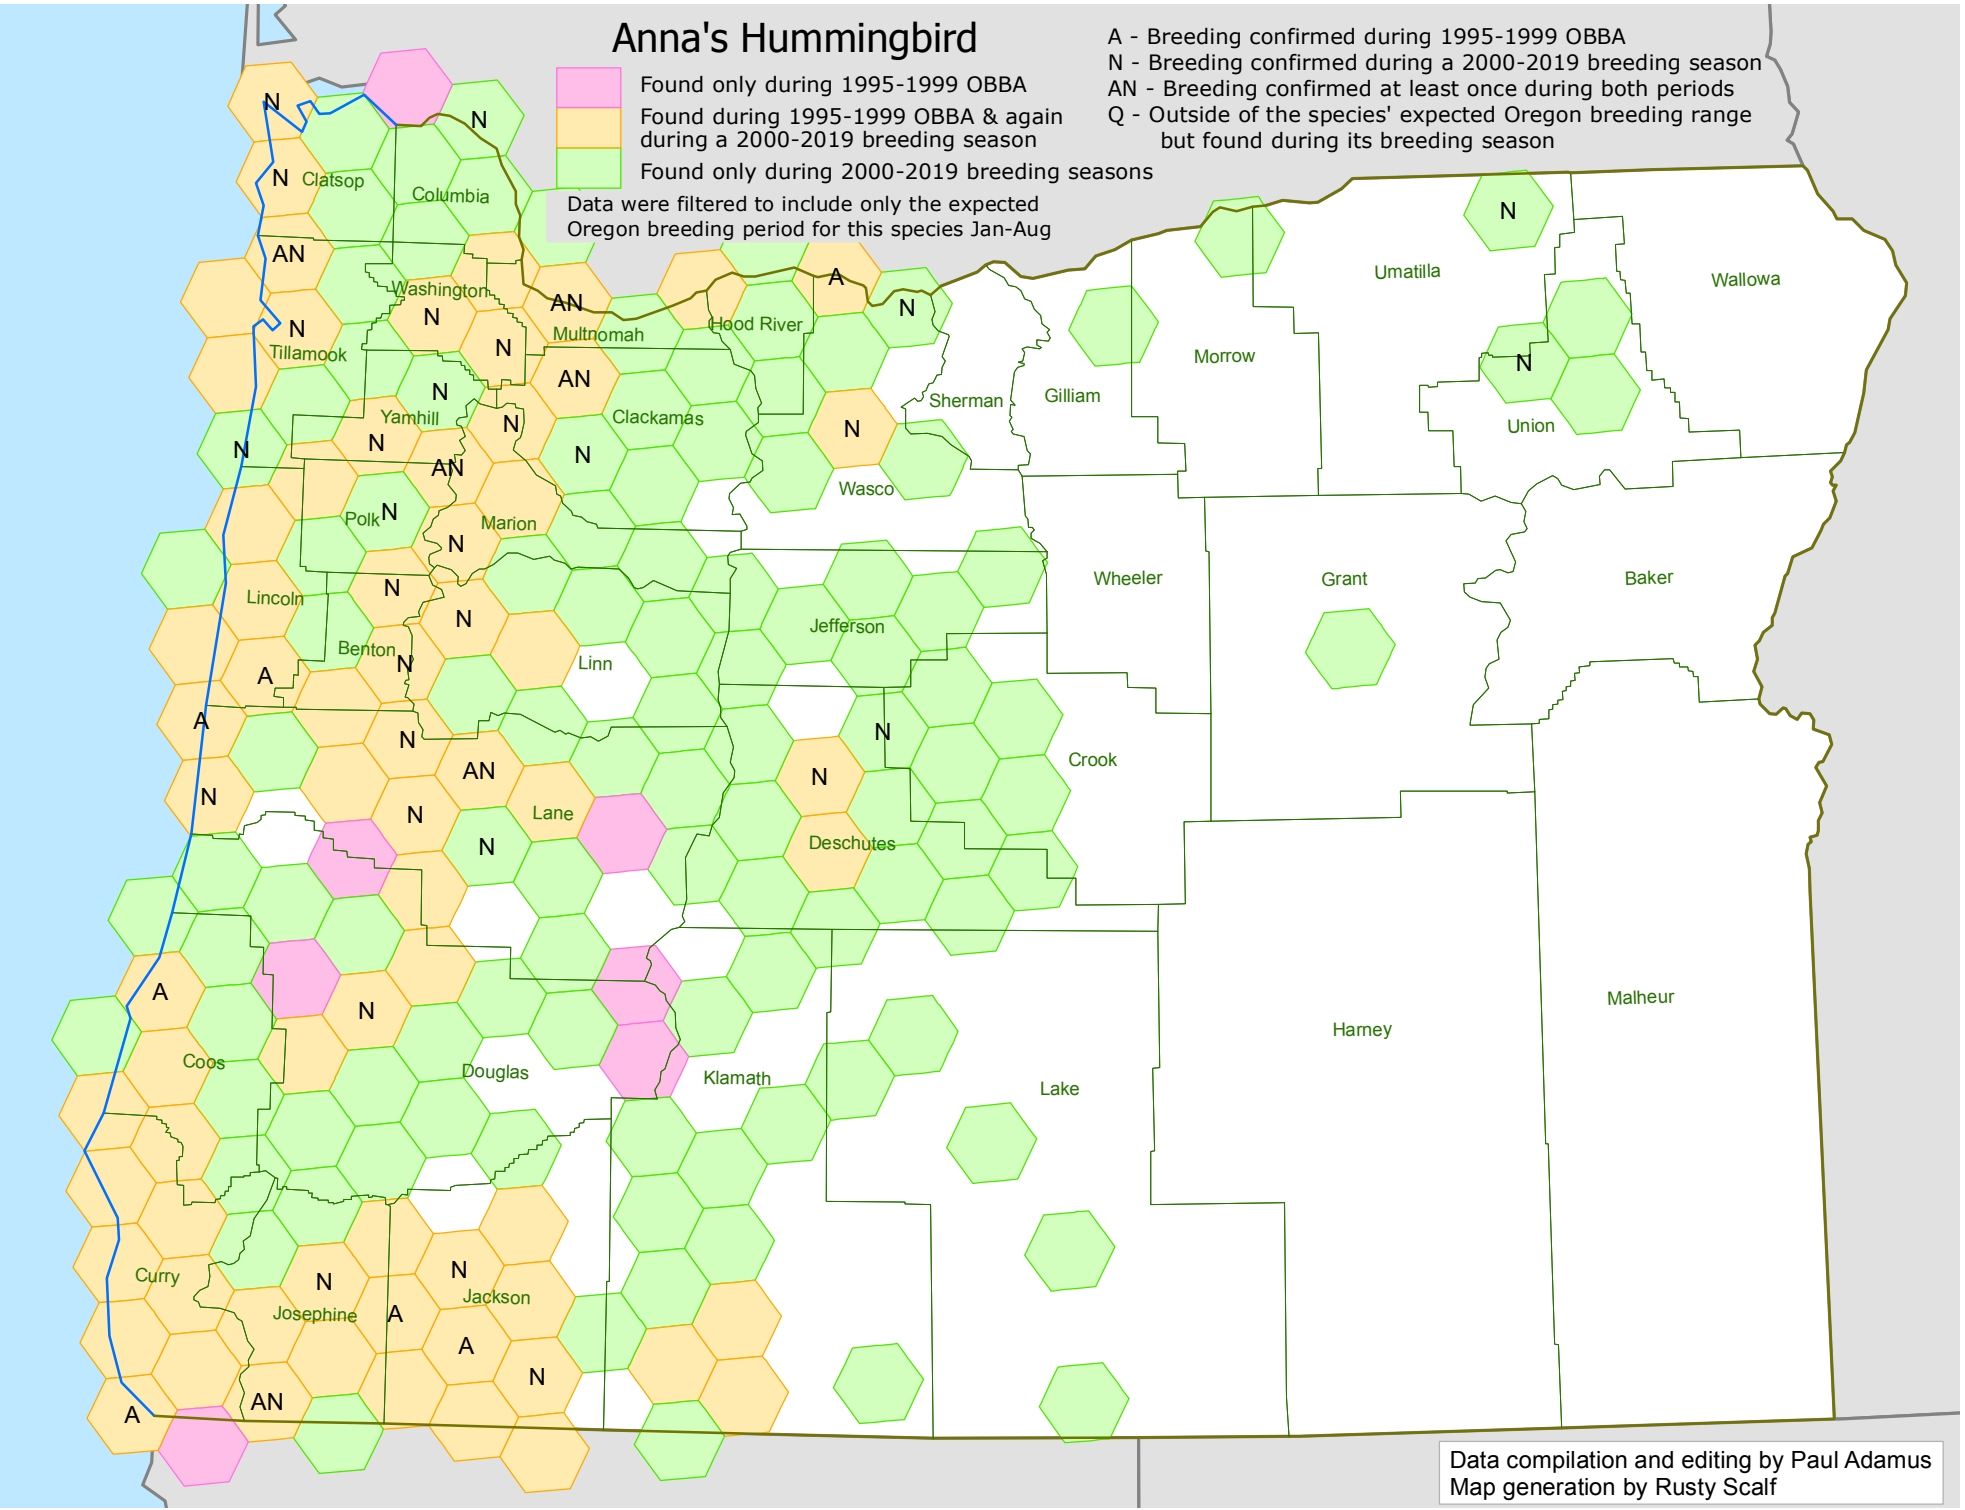 Anna's Hummingbird
Found only during 1995-1999 OBBA
Found during 1995-1999 OBBA & again
during a 2000-2019 breeding season
Found only during 2000-2019 breeding seasons
Data were filtered to include only the expected
Oregon breeding period for this species Jan-Aug
A - Breeding confirmed during 1995-1999 OBBA
N - Breeding confirmed during a 2000-2019 breeding season
AN - Breeding confirmed at least once during both periods
Q - Outside of the species' expected Oregon breeding range
but found during its breeding season
N
N
N Clatsop
Columbia
N
AN
Umatilla
Wallowa
A
Washington
AN
N
N
N
Multnomah
Hood River
Tillamook
N
Morrow
N
AN
N
Gilliam
Sherman
Yamhill
N
Clackamas
Union
N
N
N
N
AN
Wasco
N
Polk
Marion
N
Wheeler
Grant
Baker
N
Lincoln
N
Jefferson
Benton
N
Linn
A
A
N
N
Crook
AN
N
N
N
Lane
N
Deschutes
A
Malheur
N
Harney
Coos
Douglas
Klamath
Lake
Curry
N
N
Jackson
Josephine
A
A
N
AN
A
Data compilation and editing by Paul Adamus
Map generation by Rusty Scalf